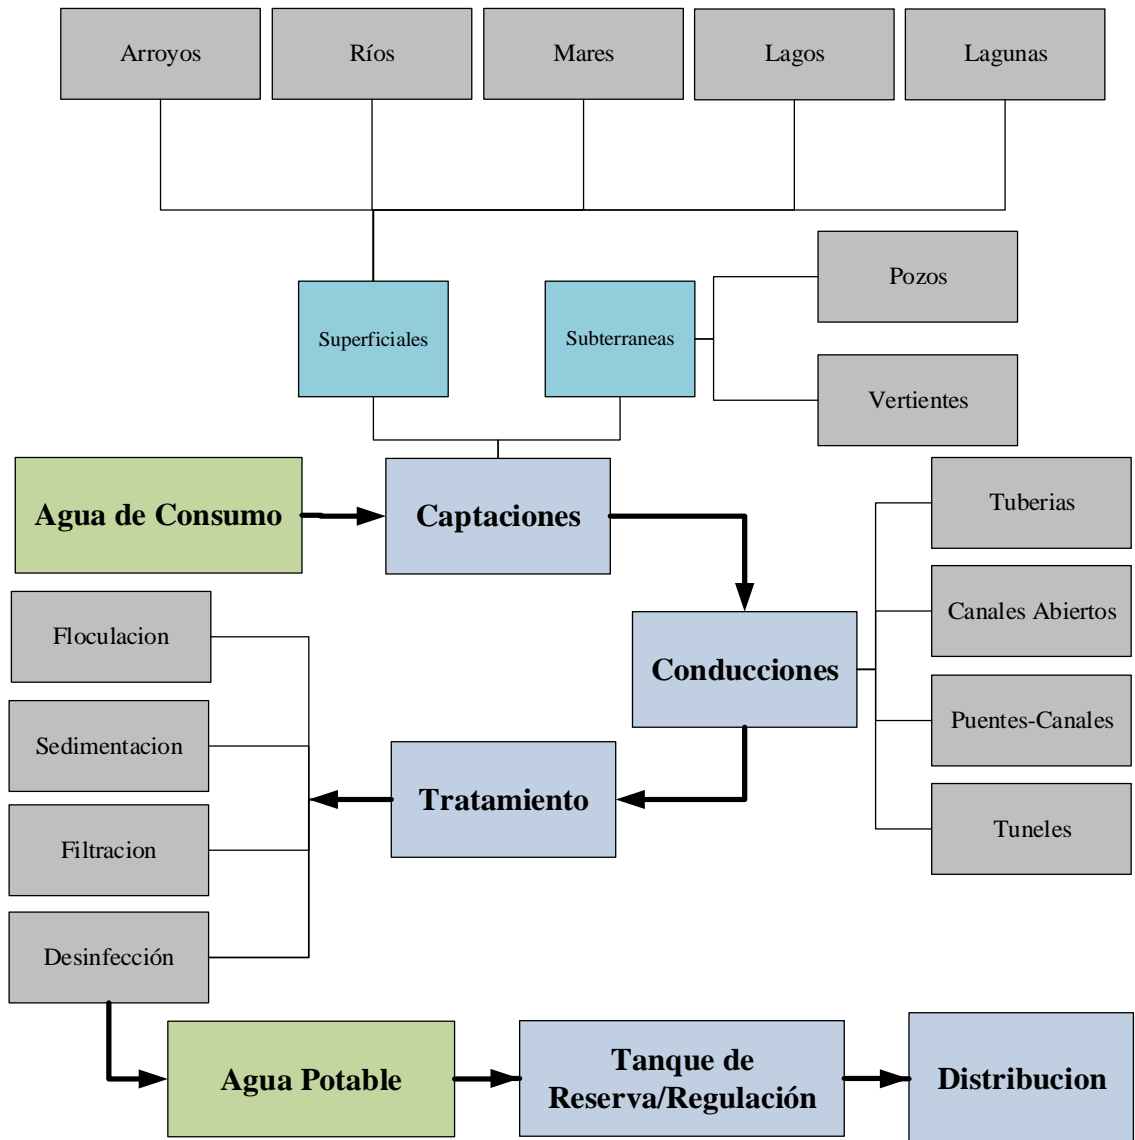 Arroyos
Ríos
Mares
Lagos
Lagunas
Pozos
Superficiales
Subterraneas
Vertientes
Agua de Consumo
Captaciones
Tuberias
Canales Abiertos
Floculacion
Conducciones
Puentes-Canales
Sedimentacion
Tratamiento
Tuneles
Filtracion
Desinfección
Agua Potable
Tanque de
Reserva/Regulación
Distribucion